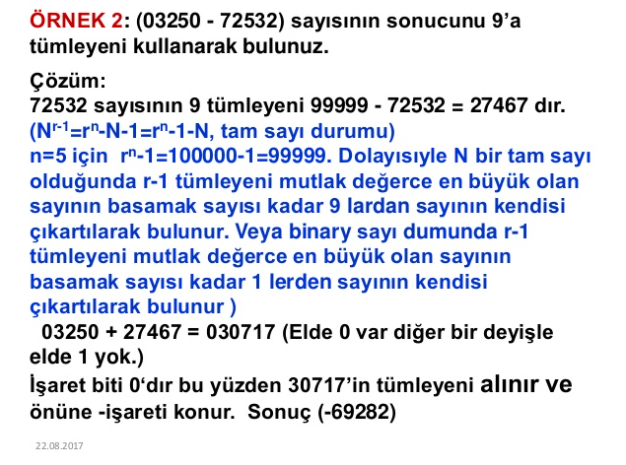 ÖRNEK 2: (03250 - 72532) sayısının sonucunu 9'a
tümleyeni kullanarak bulunuz.
Çözüm:
72532 sayısının 9 tümleyeni 99999 - 72532 = 27467 dır.
(Nʳ⁻¹=rⁿ-N-1=rⁿ-1-N, tam sayı durumu)
n=5 için rⁿ-1=100000-1=99999. Dolayısıyle N bir tam sayı
olduğunda r-1 tümleyeni mutlak değerce en büyük olan
sayının basamak sayısı kadar 9 lardan sayının kendisi
çıkartılarak bulunur. Veya binary sayı dumunda r-1
tümleyeni mutlak değerce en büyük olan sayının
basamak sayısı kadar 1 lerden sayının kendisi
çıkartılarak bulunur )
03250 + 27467 = 030717 (Elde 0 var diğer bir deyişle
elde 1 yok.)
İşaret biti 0'dır bu yüzden 30717'in tümleyeni alınır ve
önüne -işareti konur. Sonuç (-69282)
22.08.2017